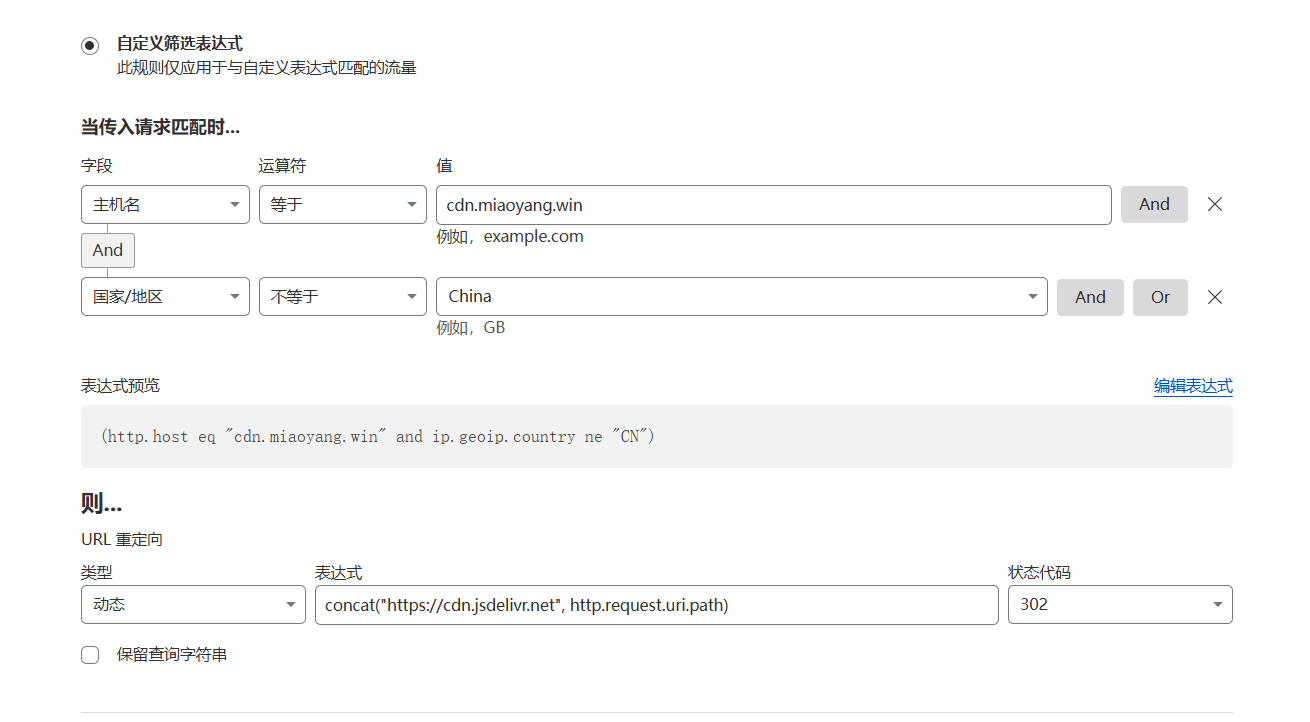 自定义筛选表达式
此规则仅应用于与自定义表达式匹配的流量
当传入请求匹配时...
字段 运算符 值
主机名 等于 cdn.miaoyang.win And
例如，example.com
And
国家/地区 不等于 China And Or
例如，GB
表达式预览 编辑表达式
(http.host eq "cdn.miaoyang.win" and ip.geoip.country ne "CN")
则...
URL 重定向
类型 表达式 状态代码
动态 concat("https://cdn.jsdelivr.net", http.request.uri.path) 302
保留查询字符串